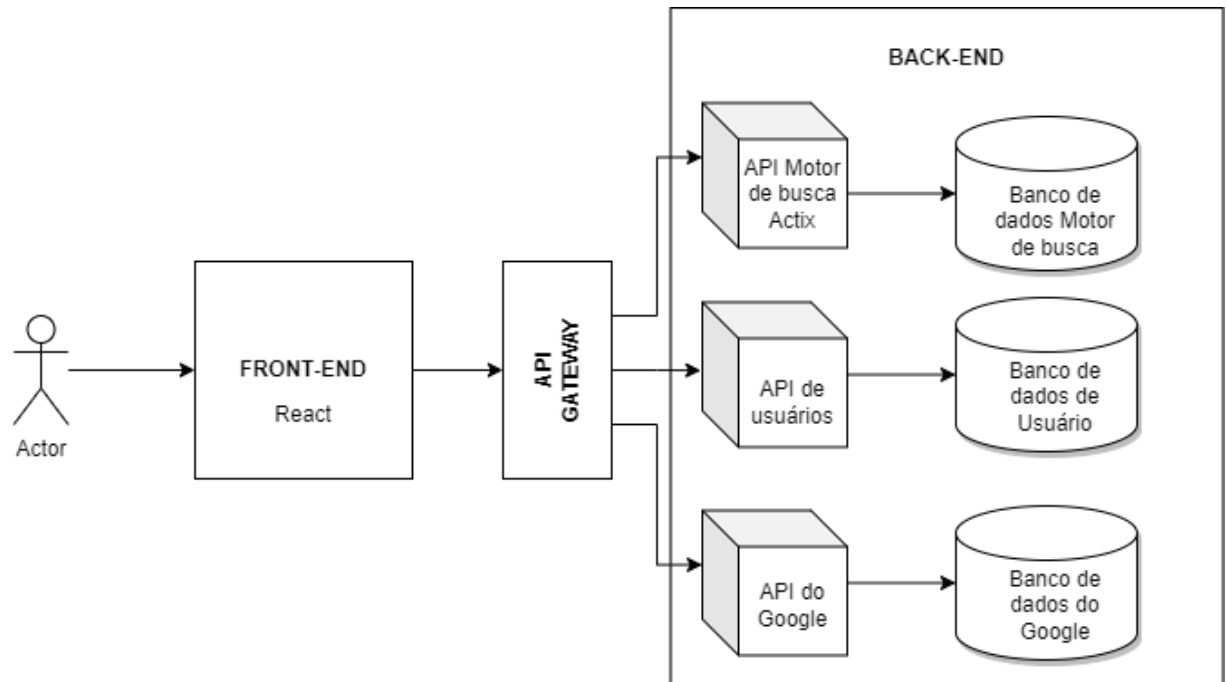 BACK-END
API Motor
de busca
Actix
Banco de
dados Motor
de busca
Actor
FRONT-END
React
API
GATEWAY
API de
usuários
Banco de
dados de
Usuário
API do
Google
Banco de
dados do
Google